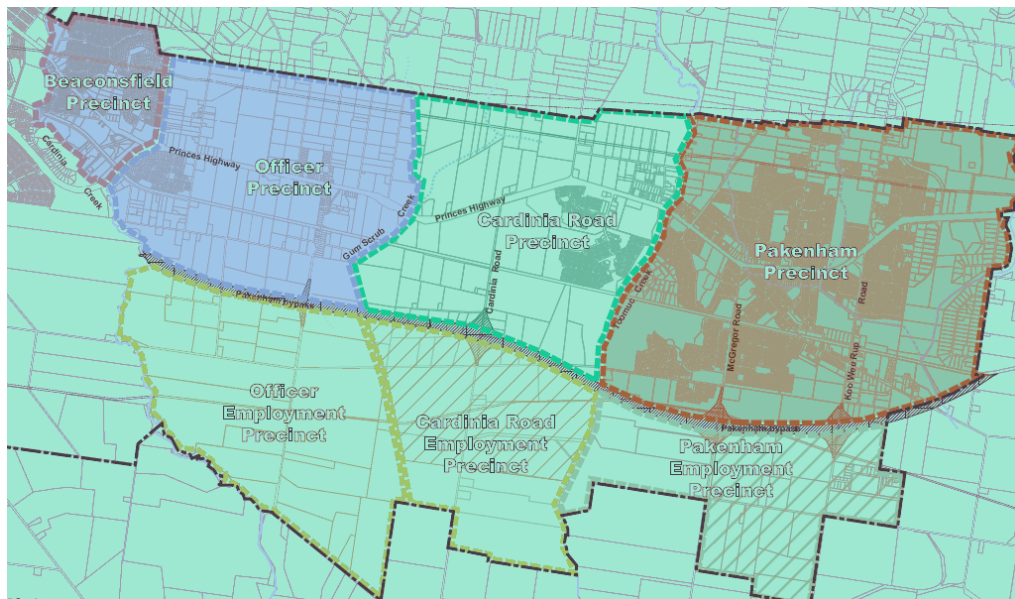 Beaconsfield
Precinct
Cardinia
Creek
Princes Highway
Officer
Precinct
Gum Scrub
Creek
Princes Highway
Cardinia Road
Precinct
Cardinia Road
Pakenham
Precinct
Toomuc Creek
McGregor Road
Koo Wee Rup
Road
Pakenham bypass
Officer
Employment
Precinct
Cardinia Road
Employment
Precinct
Pakenham bypass
Pakenham
Employment
Precinct